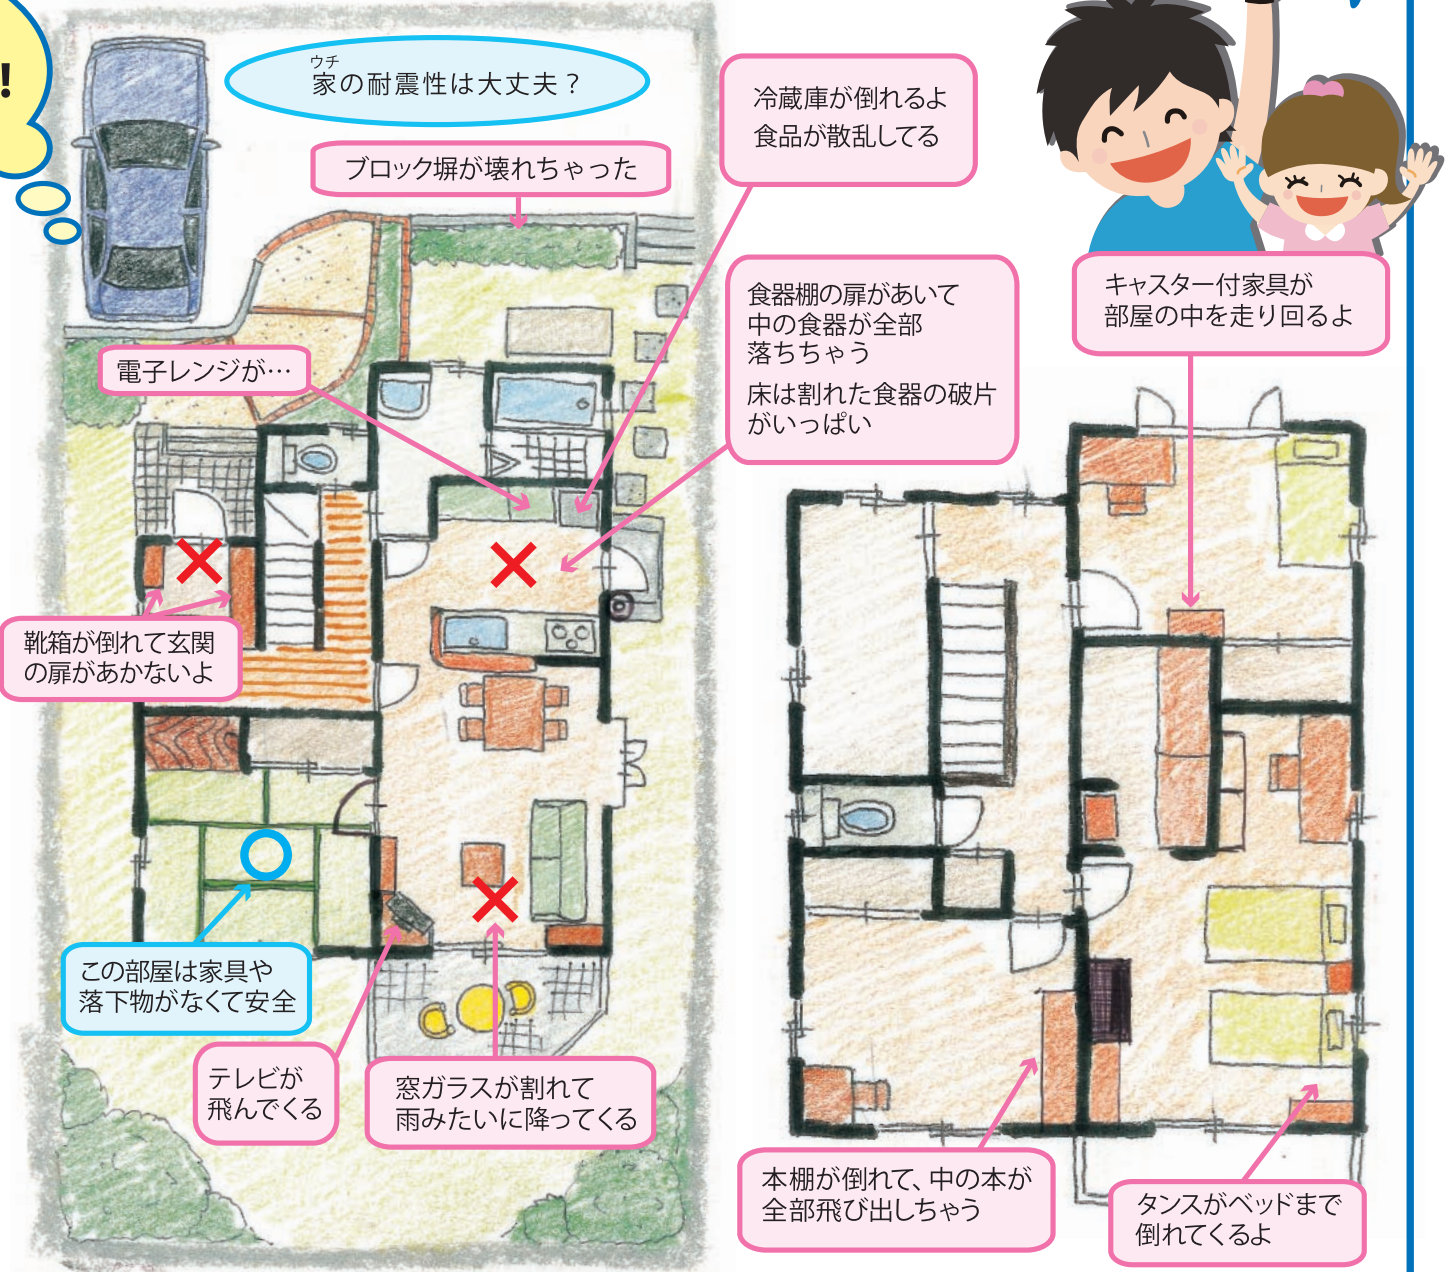 !
ウチ
家の耐震性は大丈夫？
ブロック塀が壊れちゃった
冷蔵庫が倒れるよ
食品が散乱してる
食器棚の扉があいて
中の食器が全部
落ちちゃう
床は割れた食器の破片
がいっぱい
キャスター付家具が
部屋の中を走り回るよ
電子レンジが…
靴箱が倒れて玄関
の扉があかないよ
この部屋は家具や
落下物がなくて安全
テレビが
飛んでくる
窓ガラスが割れて
雨みたいに降ってくる
本棚が倒れて、中の本が
全部飛び出しちゃう
タンスがベッドまで
倒れてくるよ